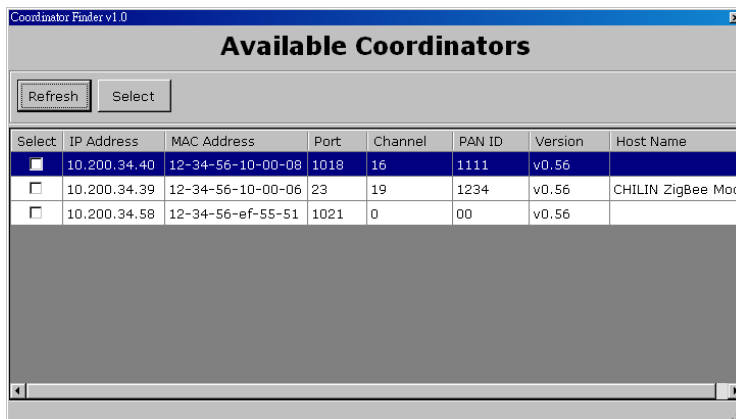 Coordinator Finder v1.0
Available Coordinators
Refresh Select
Select IP Address MAC Address Port Channel PAN ID Version Host Name
10.200.34.40 12-34-56-10-00-08 1018 16 1111 v0.56
10.200.34.39 12-34-56-10-00-06 23 19 1234 v0.56 CHILIN ZigBee
10.200.34.58 12-34-56-ef-55-51 1021 0 00 v0.56